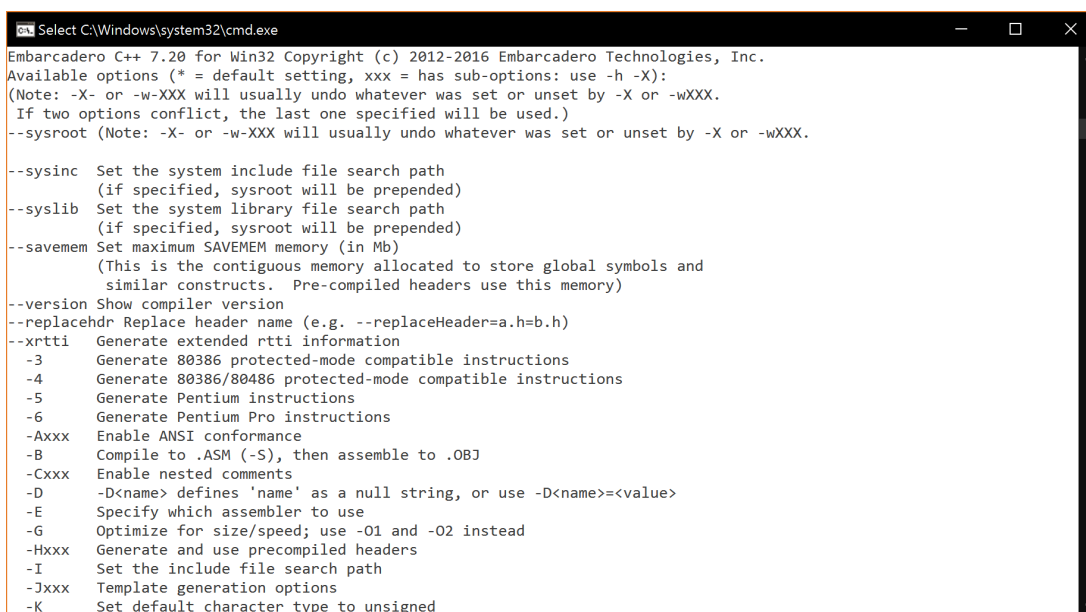 Select C:\Windows\system32\cmd.exe
Embarcadero C++ 7.20 for Win32 Copyright (c) 2012-2016 Embarcadero Technologies, Inc.
Available options (* = default setting, xxx = has sub-options: use -h -X):
(Note: -X- or -w-XXX will usually undo whatever was set or unset by -X or -wXXX.
 If two options conflict, the last one specified will be used.)
--sysroot (Note: -X- or -w-XXX will usually undo whatever was set or unset by -X or -wXXX.
--sysinc  Set the system include file search path
          (if specified, sysroot will be prepended)
--syslib  Set the system library file search path
          (if specified, sysroot will be prepended)
--savemem Set maximum SAVEMEM memory (in Mb)
          (This is the contiguous memory allocated to store global symbols and
           similar constructs.  Pre-compiled headers use this memory)
--version Show compiler version
--replacehdr Replace header name (e.g. --replaceHeader=a.h=b.h)
--xrtti   Generate extended rtti information
  -3      Generate 80386 protected-mode compatible instructions
  -4      Generate 80386/80486 protected-mode compatible instructions
  -5      Generate Pentium instructions
  -6      Generate Pentium Pro instructions
  -Axxx   Enable ANSI conformance
  -B      Compile to .ASM (-S), then assemble to .OBJ
  -Cxxx   Enable nested comments
  -D      -D<name> defines 'name' as a null string, or use -D<name>=<value>
  -E      Specify which assembler to use
  -G      Optimize for size/speed; use -O1 and -O2 instead
  -Hxxx   Generate and use precompiled headers
  -I      Set the include file search path
  -Jxxx   Template generation options
  -K      Set default character type to unsigned